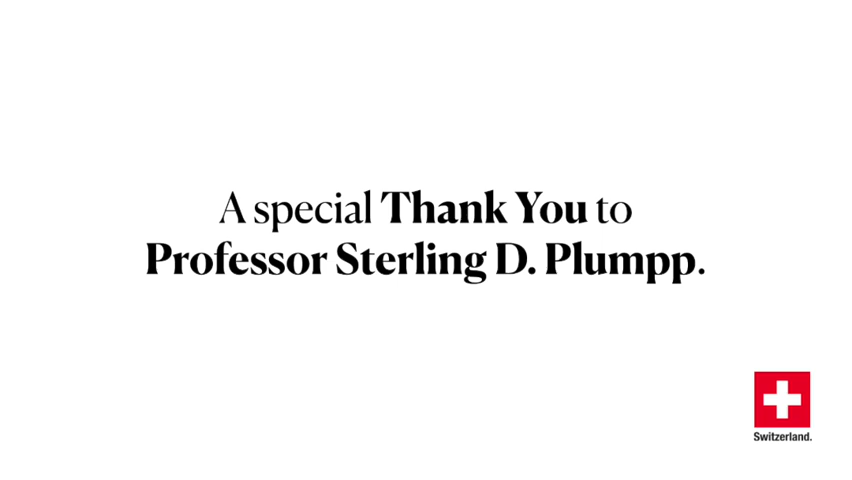 A special Thank You to
Professor Sterling D. Plumpp.
Switzerland.